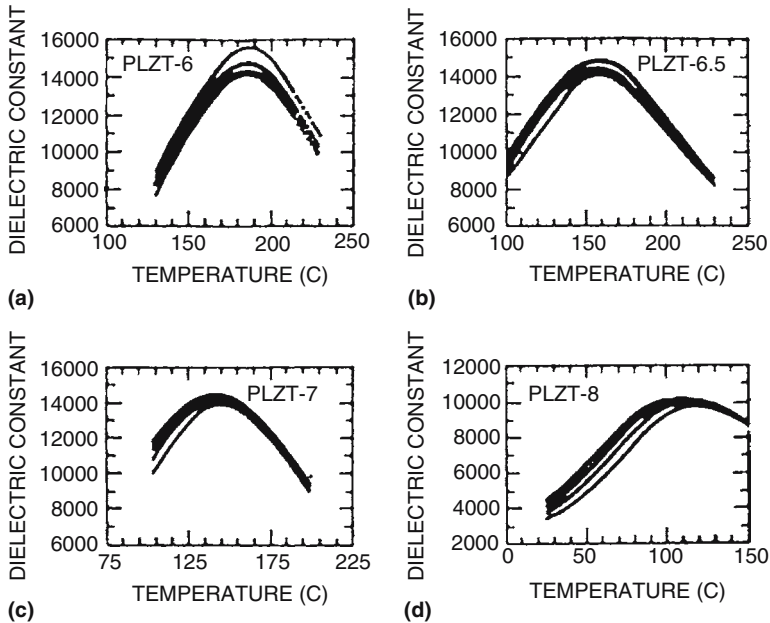 DIELECTRIC CONSTANT
16000
14000
12000
10000
8000
6000
PLZT-6
100 150 200 250
TEMPERATURE (C)
(a)
DIELECTRIC CONSTANT
16000
14000
12000
10000
8000
6000
PLZT-6.5
100 150 200 250
TEMPERATURE (C)
(b)
DIELECTRIC CONSTANT
16000
14000
12000
10000
8000
6000
PLZT-7
75 125 175 225
TEMPERATURE (C)
(c)
DIELECTRIC CONSTANT
12000
10000
8000
6000
4000
2000
PLZT-8
0 50 100 150
TEMPERATURE (C)
(d)